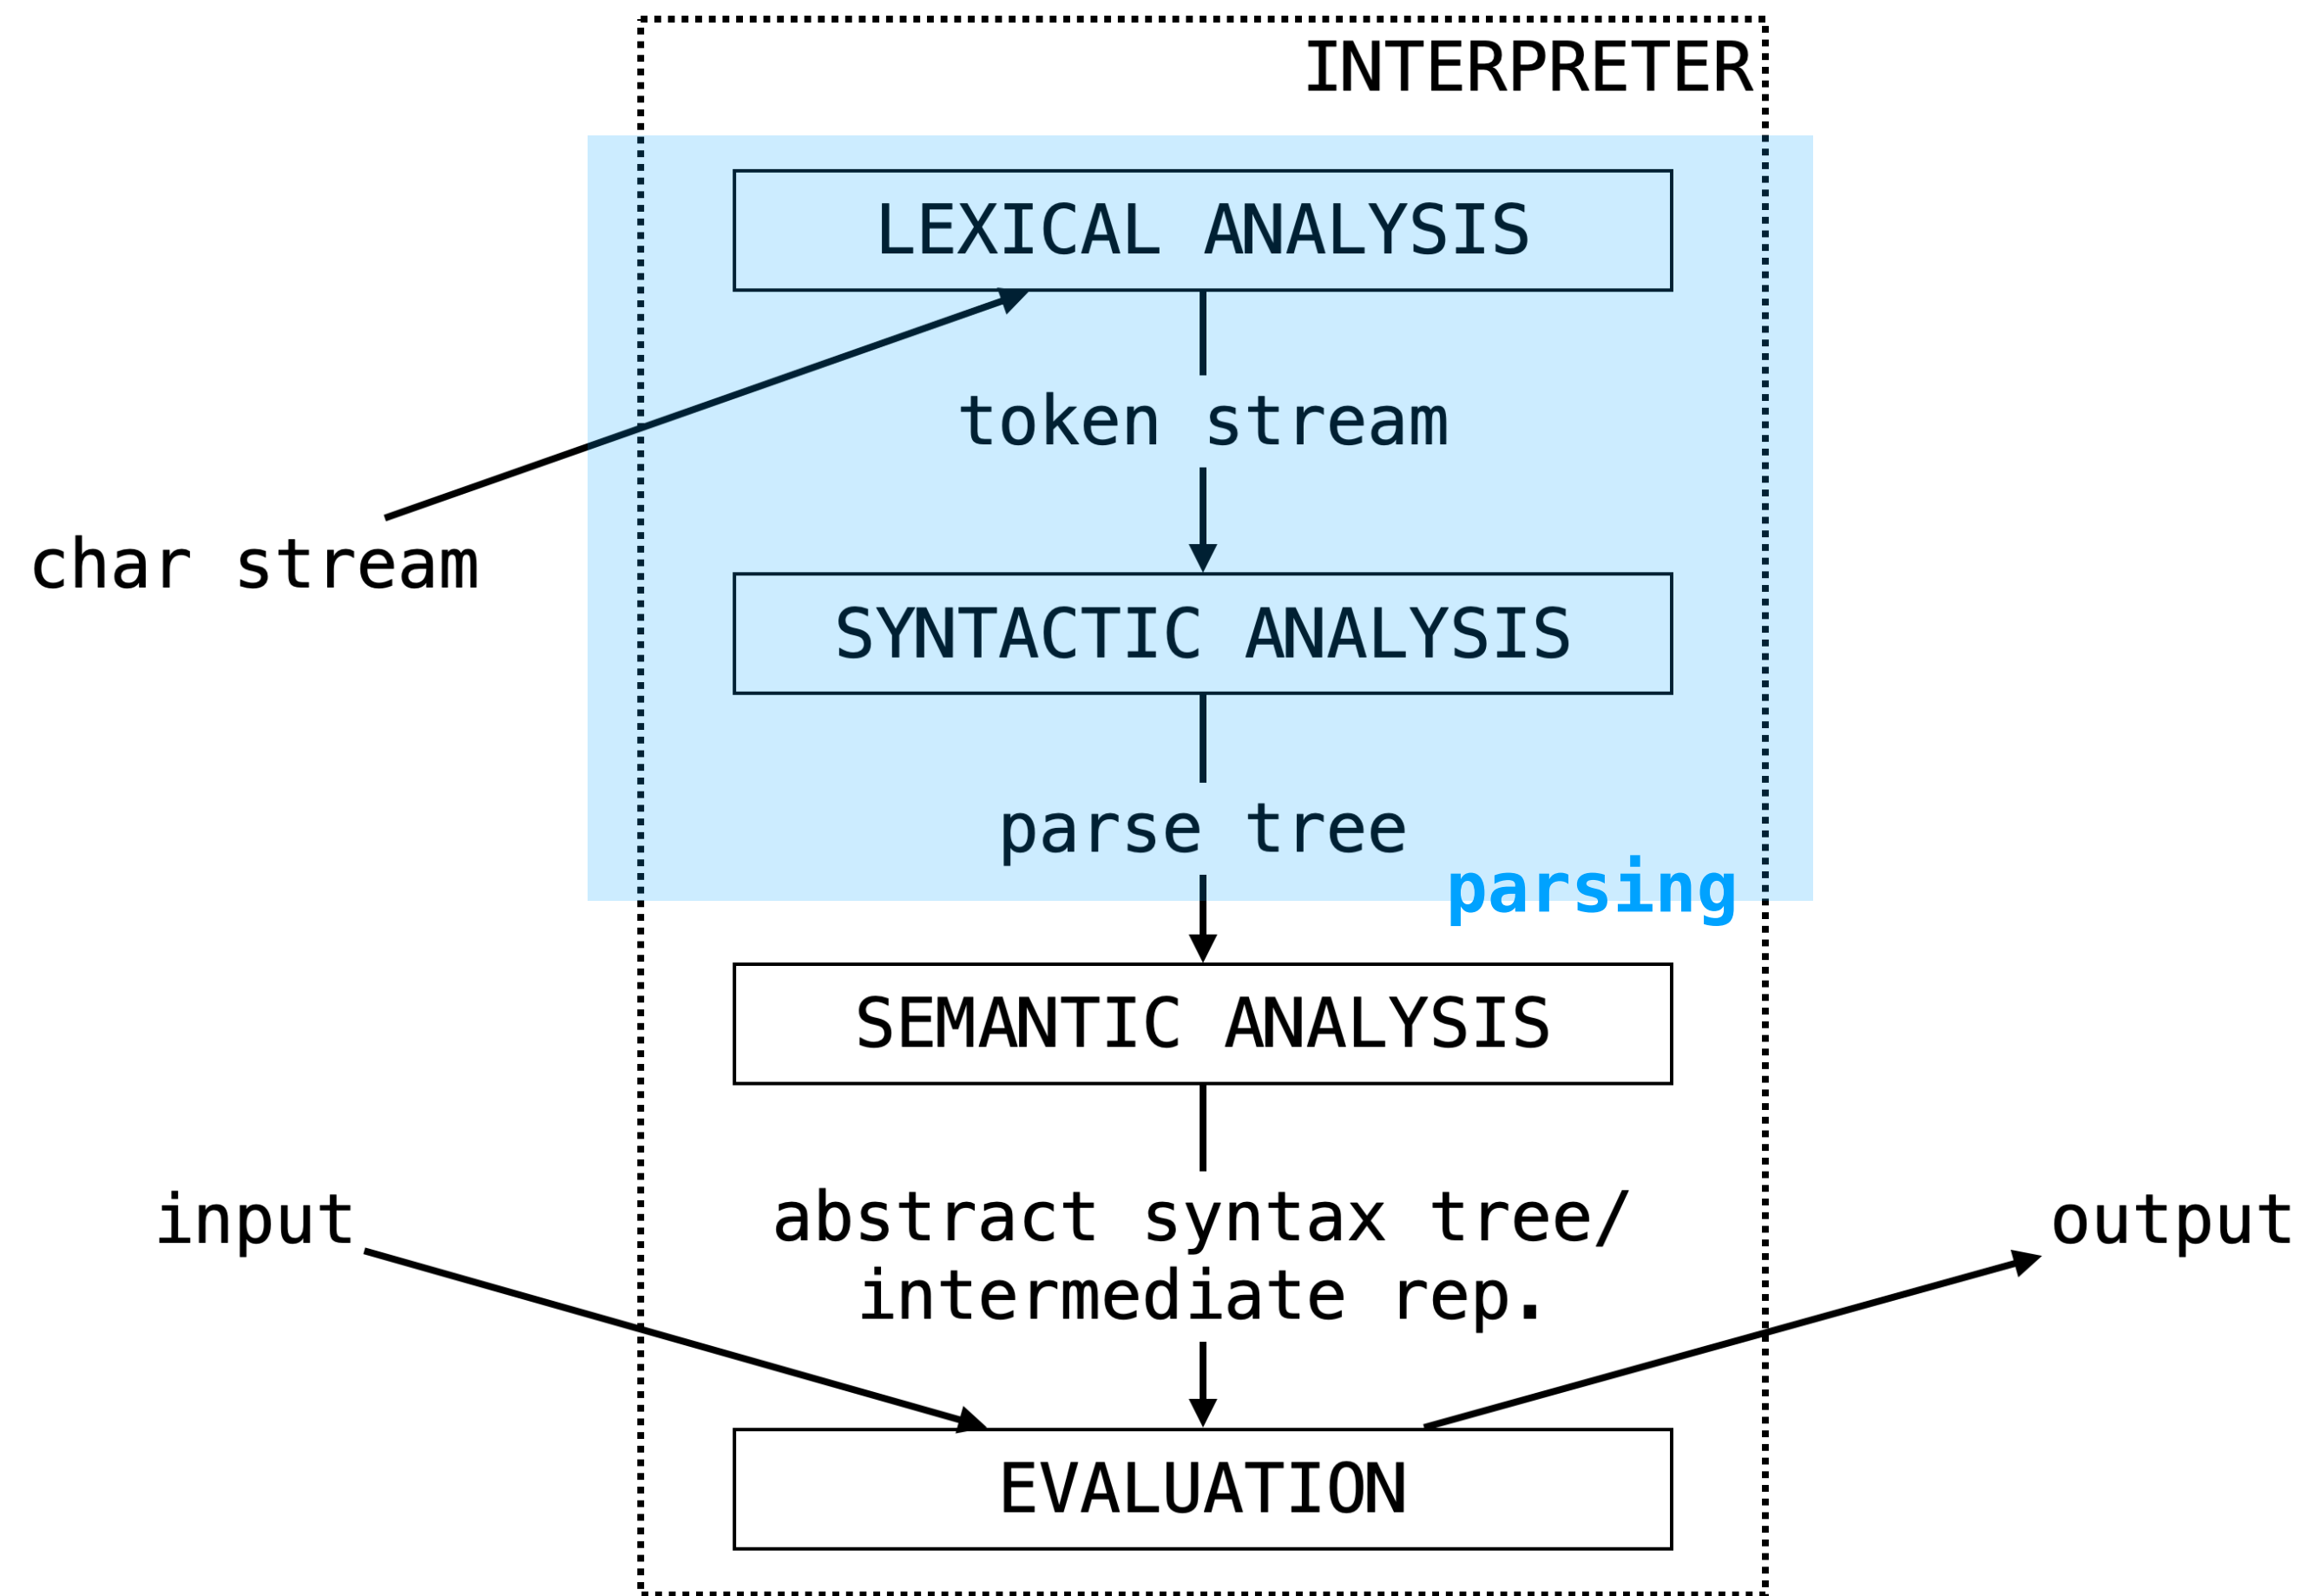 INTERPRETER
LEXICAL ANALYSIS
token stream
char stream
SYNTACTIC ANALYSIS
parse tree
parsing
SEMANTIC ANALYSIS
input
abstract syntax tree/
intermediate rep.
output
EVALUATION